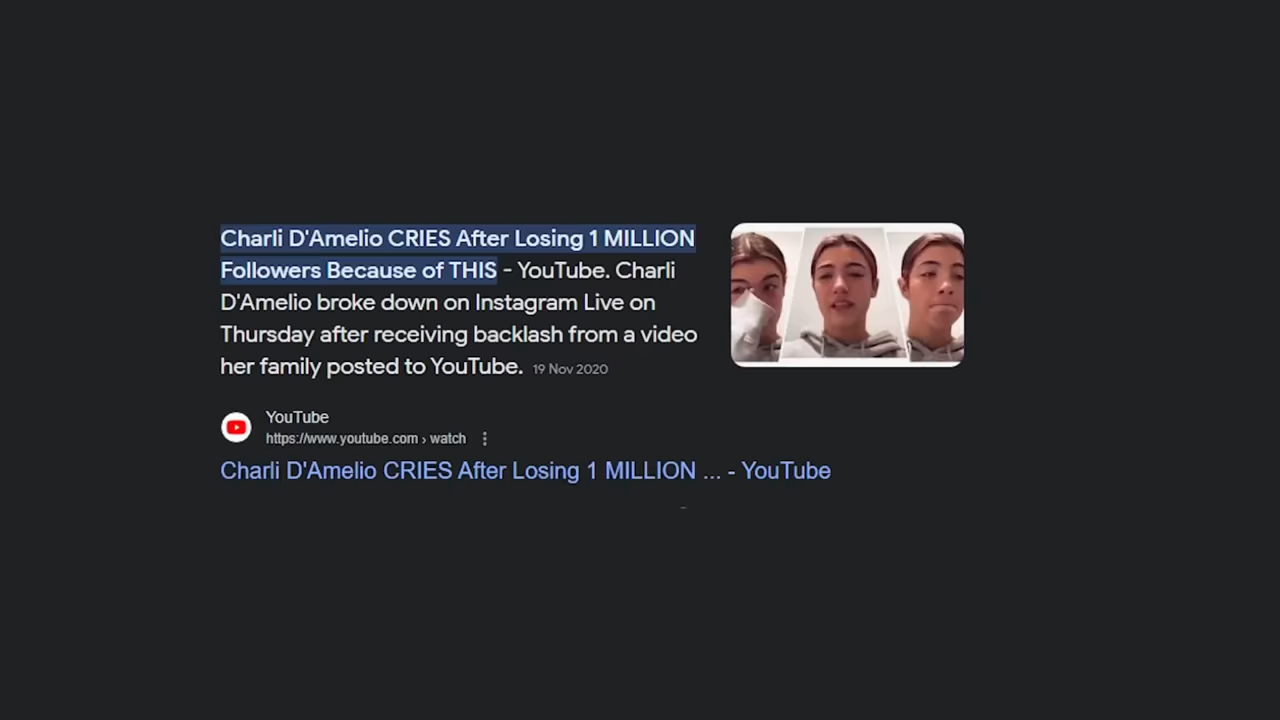 Charli D'Amelio CRIES After Losing 1 MILLION
Followers Because of THIS - YouTube. Charli
D'Amelio broke down on Instagram Live on
Thursday after receiving backlash from a video
her family posted to YouTube. 19 Nov 2020
YouTube
https://www.youtube.com › watch
Charli D'Amelio CRIES After Losing 1 MILLION ... - YouTube